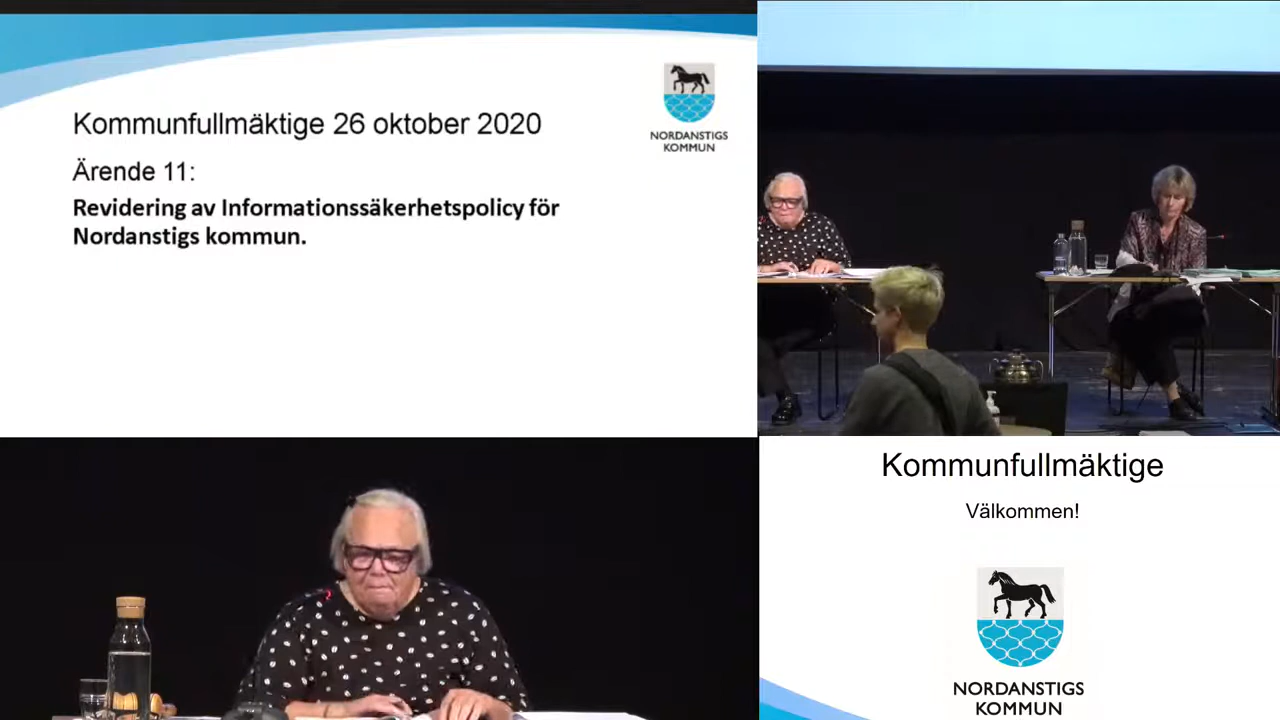 Kommunfullmäktige 26 oktober 2020
Ärende 11:
Revidering av Informationssäkerhetspolicy för
Nordanstigs kommun.
NORDANSTIGS
KOMMUN
Kommunfullmäktige
Välkommen!
NORDANSTIGS
KOMMUN